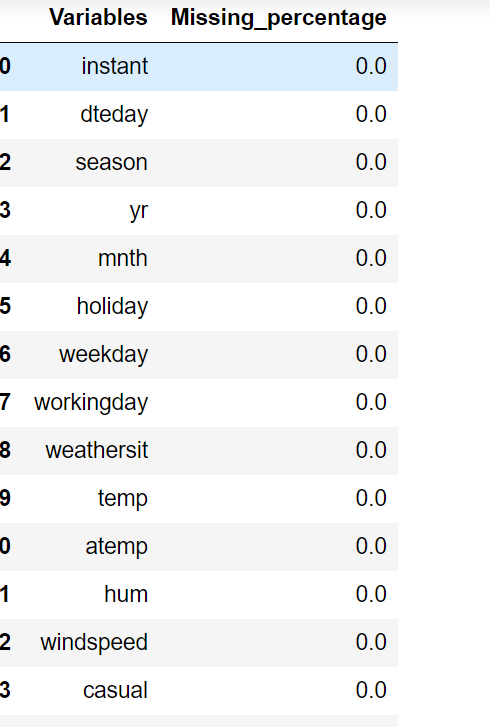 Variables Missing_percentage
0 instant 0.0
1 dteday 0.0
2 season 0.0
3 yr 0.0
4 mnth 0.0
5 holiday 0.0
6 weekday 0.0
7 workingday 0.0
8 weathersit 0.0
9 temp 0.0
0 atemp 0.0
1 hum 0.0
2 windspeed 0.0
3 casual 0.0